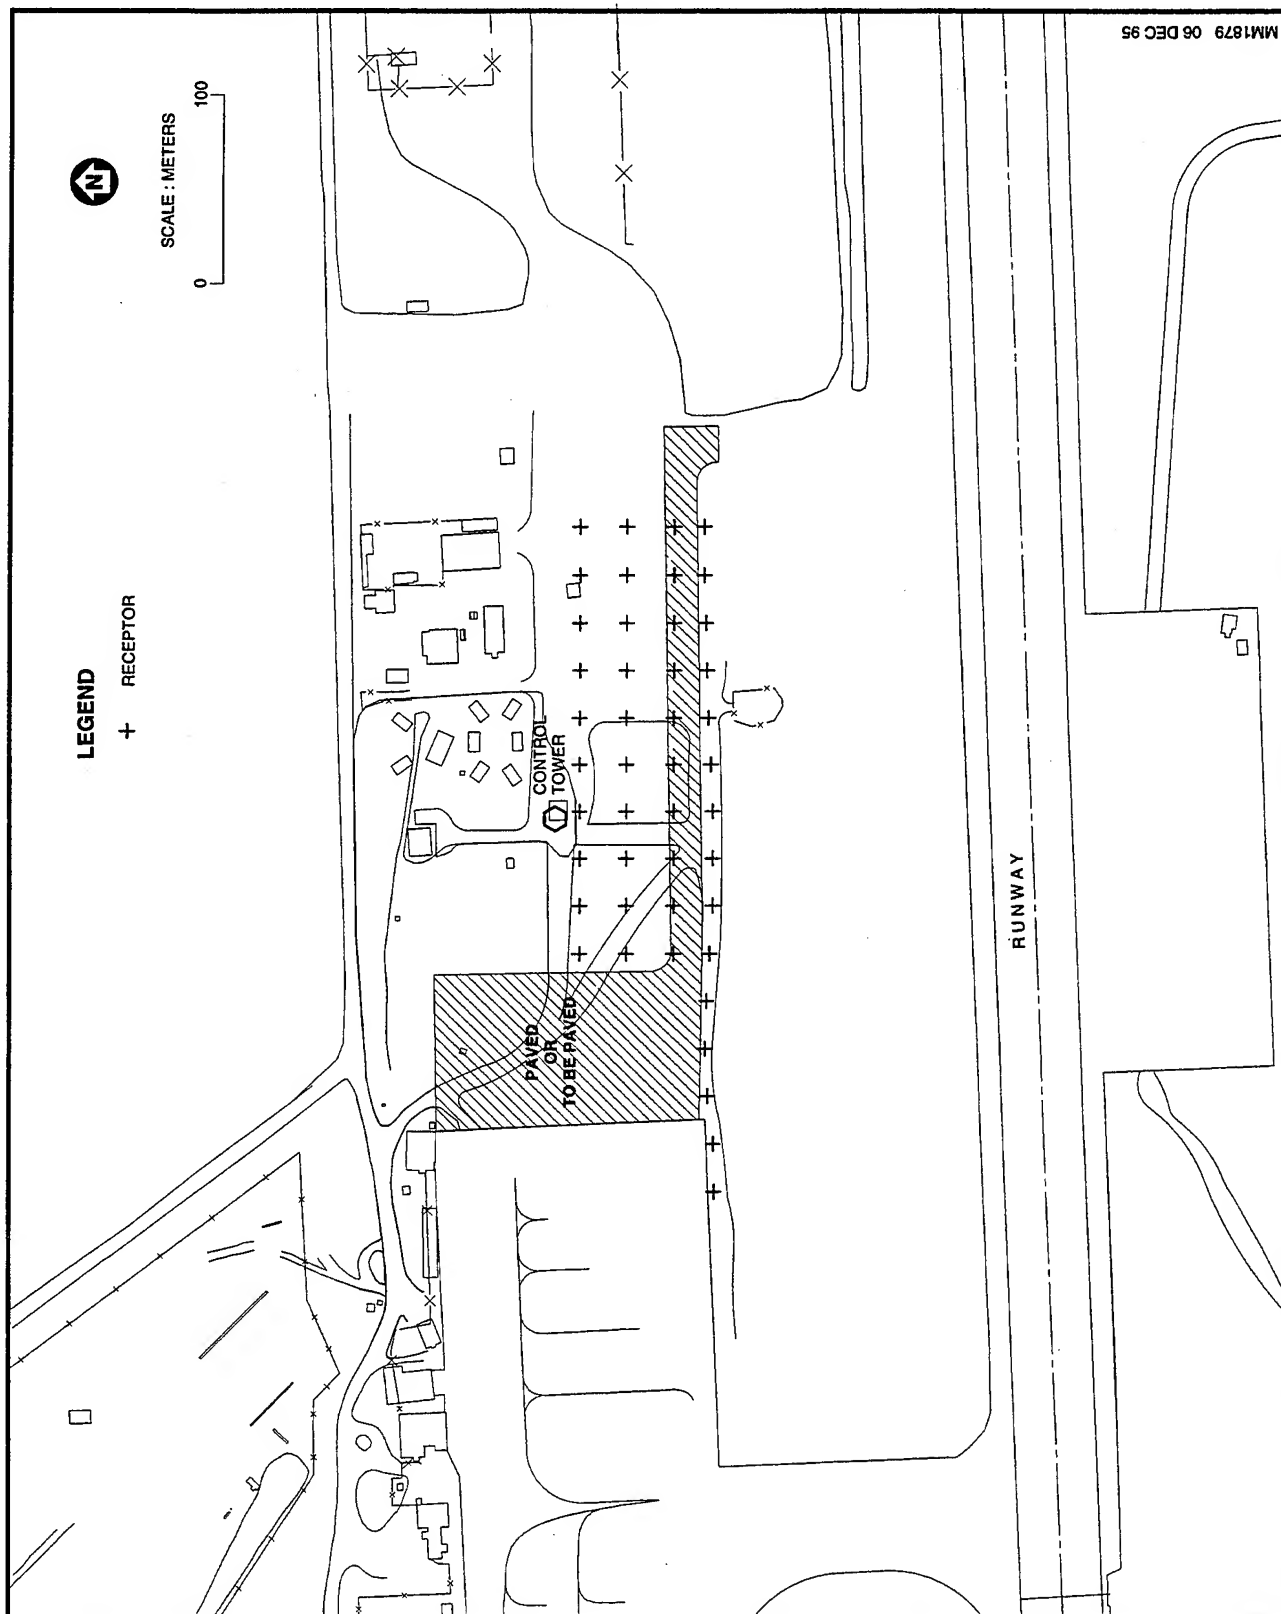 MM1879 06 DEC 95
N
SCALE : METERS
0 100
LEGEND
+ RECEPTOR
CONTROL
TOWER
PAVED
OR
TO BE PAVED
RUNWAY